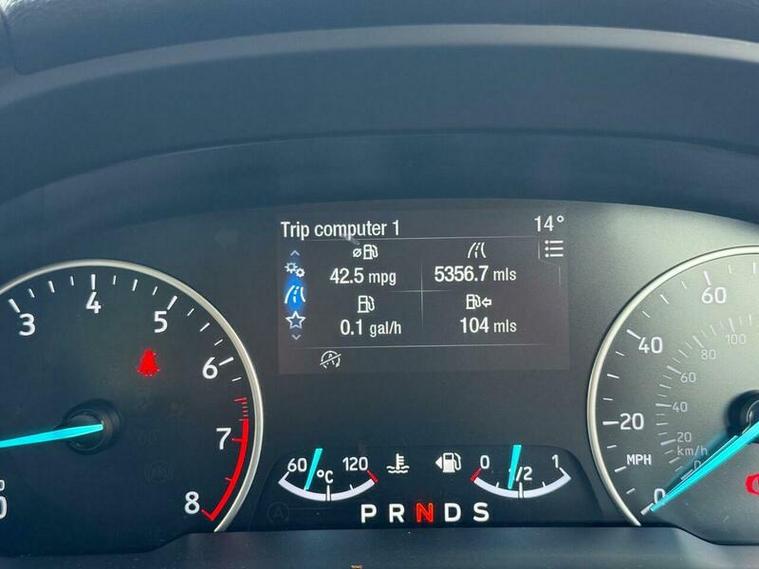 Trip computer 1 14°
42.5 mpg 5356.7 mls
0.1 gal/h 104 mls
3 4 5 6 7 8
60 °C 120
0 1/2 1
PRNDS
60 40 20 0
MPH
100 80 60 40 20 0
km/h